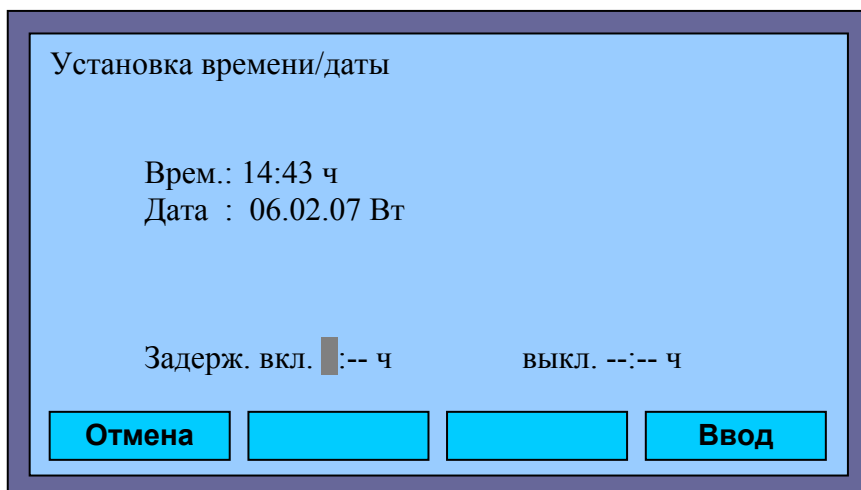 Установка времени/даты
Врем.: 14:43 ч
Дата : 06.02.07 Вт
Задерж. вкл. :-- ч выкл. --:-- ч
Отмена Ввод